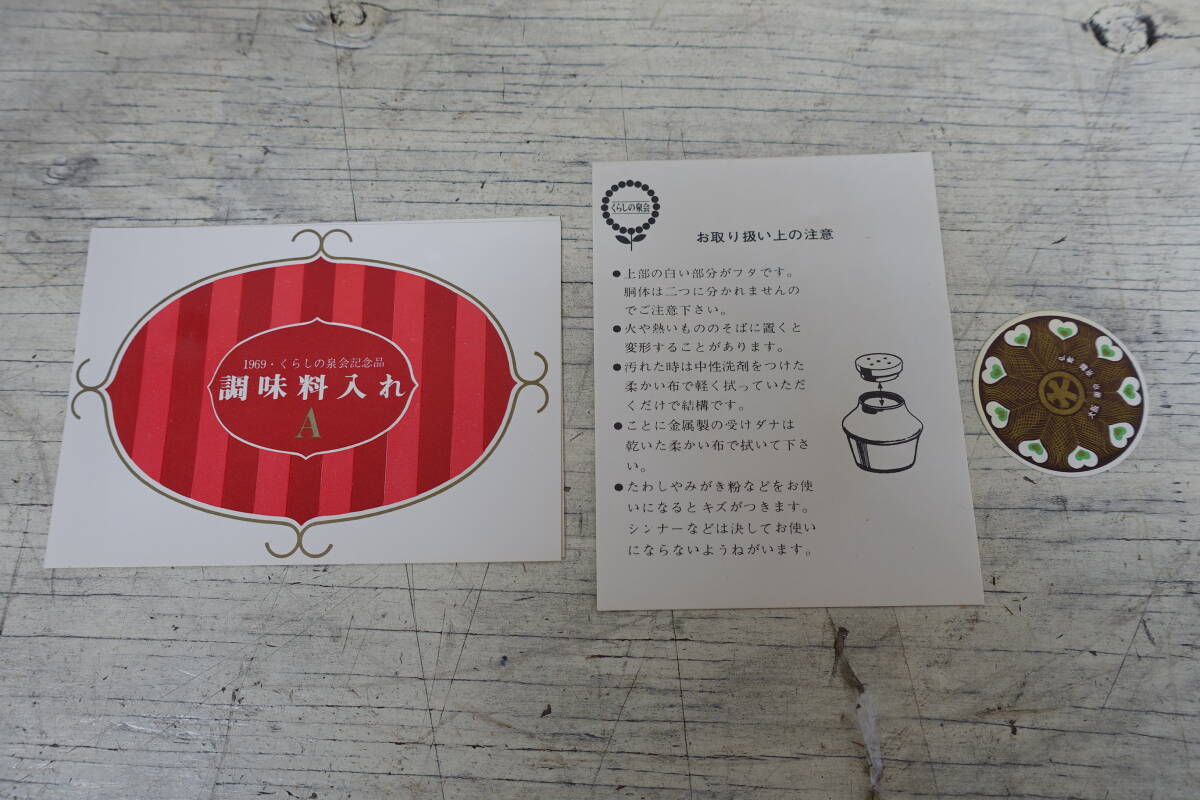 1969・くらしの泉会記念品
調味料入れ
A
くらしの泉会
お取り扱い上の注意
●上部の白い部分がフタです。
胴体は二つに分かれませんの
でご注意下さい。
●火や熱いもののそばに置くと
変形することがあります。
●汚れた時は中性洗剤をつけた
柔かい布で軽く拭っていただ
くだけで結構です。
●ことに金属製の受けダナは
乾いた柔かい布で拭いて下さ
い。
●たわしやみがき粉などをお使
いになるとキズがつきます。
シンナーなどは決してお使い
にならないようねがいます。